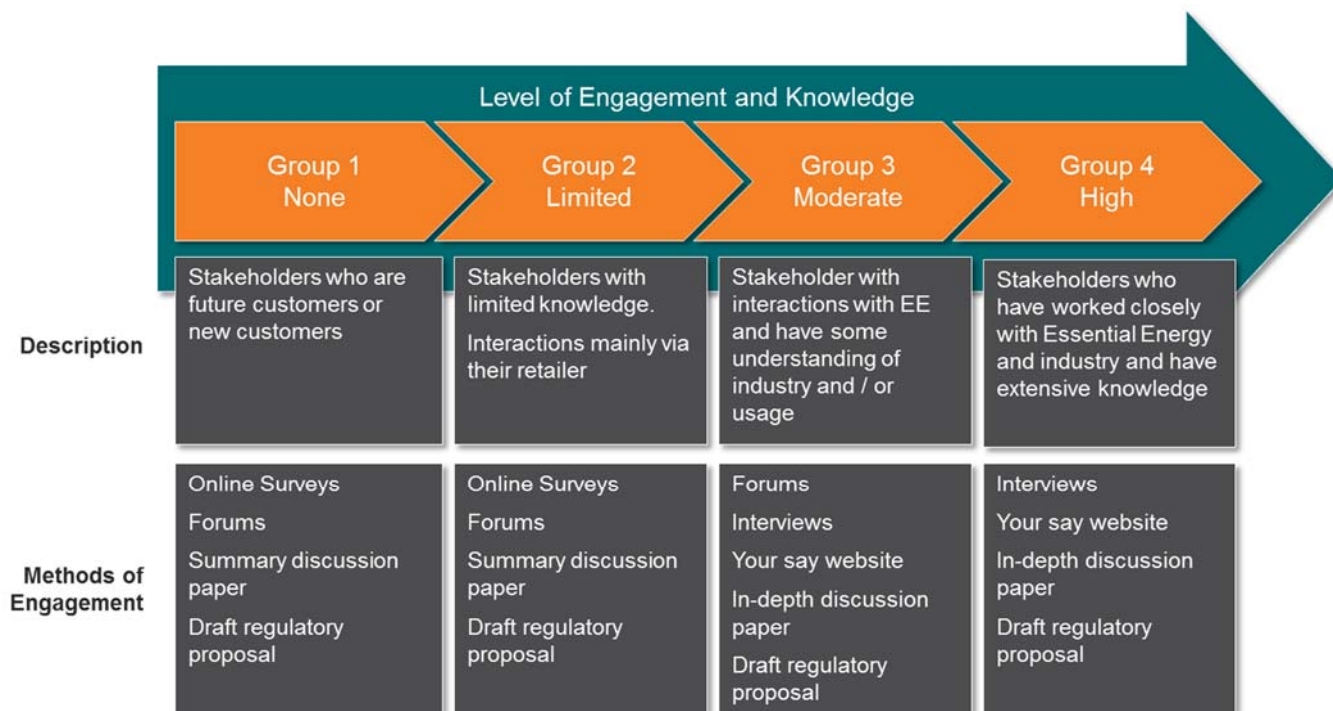 Level of Engagement and Knowledge
Group 1
None
Group 2
Limited
Group 3
Moderate
Group 4
High
Description
Stakeholders who are
future customers or
new customers
Stakeholders with
limited knowledge.
Interactions mainly via
their retailer
Stakeholder with
interactions with EE
and have some
understanding of
industry and / or
usage
Stakeholders who
have worked closely
with Essential Energy
and industry and have
extensive knowledge
Methods of
Engagement
Online Surveys
Forums
Summary discussion
paper
Draft regulatory
proposal
Online Surveys
Forums
Summary discussion
paper
Draft regulatory
proposal
Forums
Interviews
Your say website
In-depth discussion
paper
Draft regulatory
proposal
Interviews
Your say website
In-depth discussion
paper
Draft regulatory
proposal